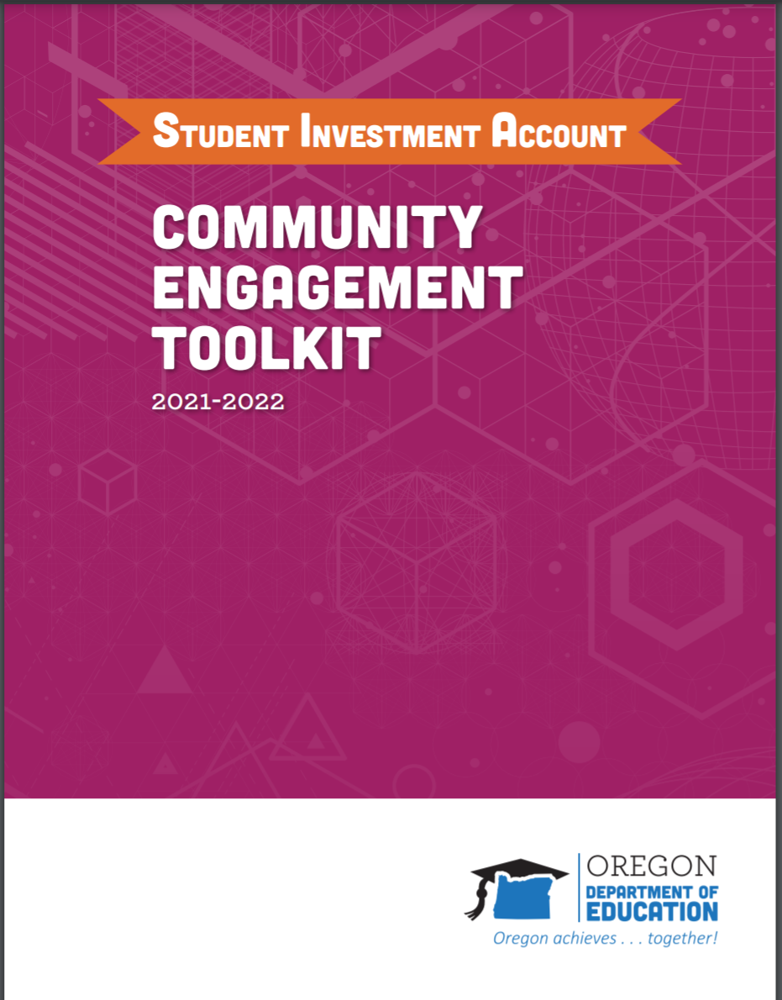 Student Investment Account
COMMUNITY
ENGAGEMENT
TOOLKIT
2021-2022
OREGON
DEPARTMENT OF
EDUCATION
Oregon achieves . . . together!